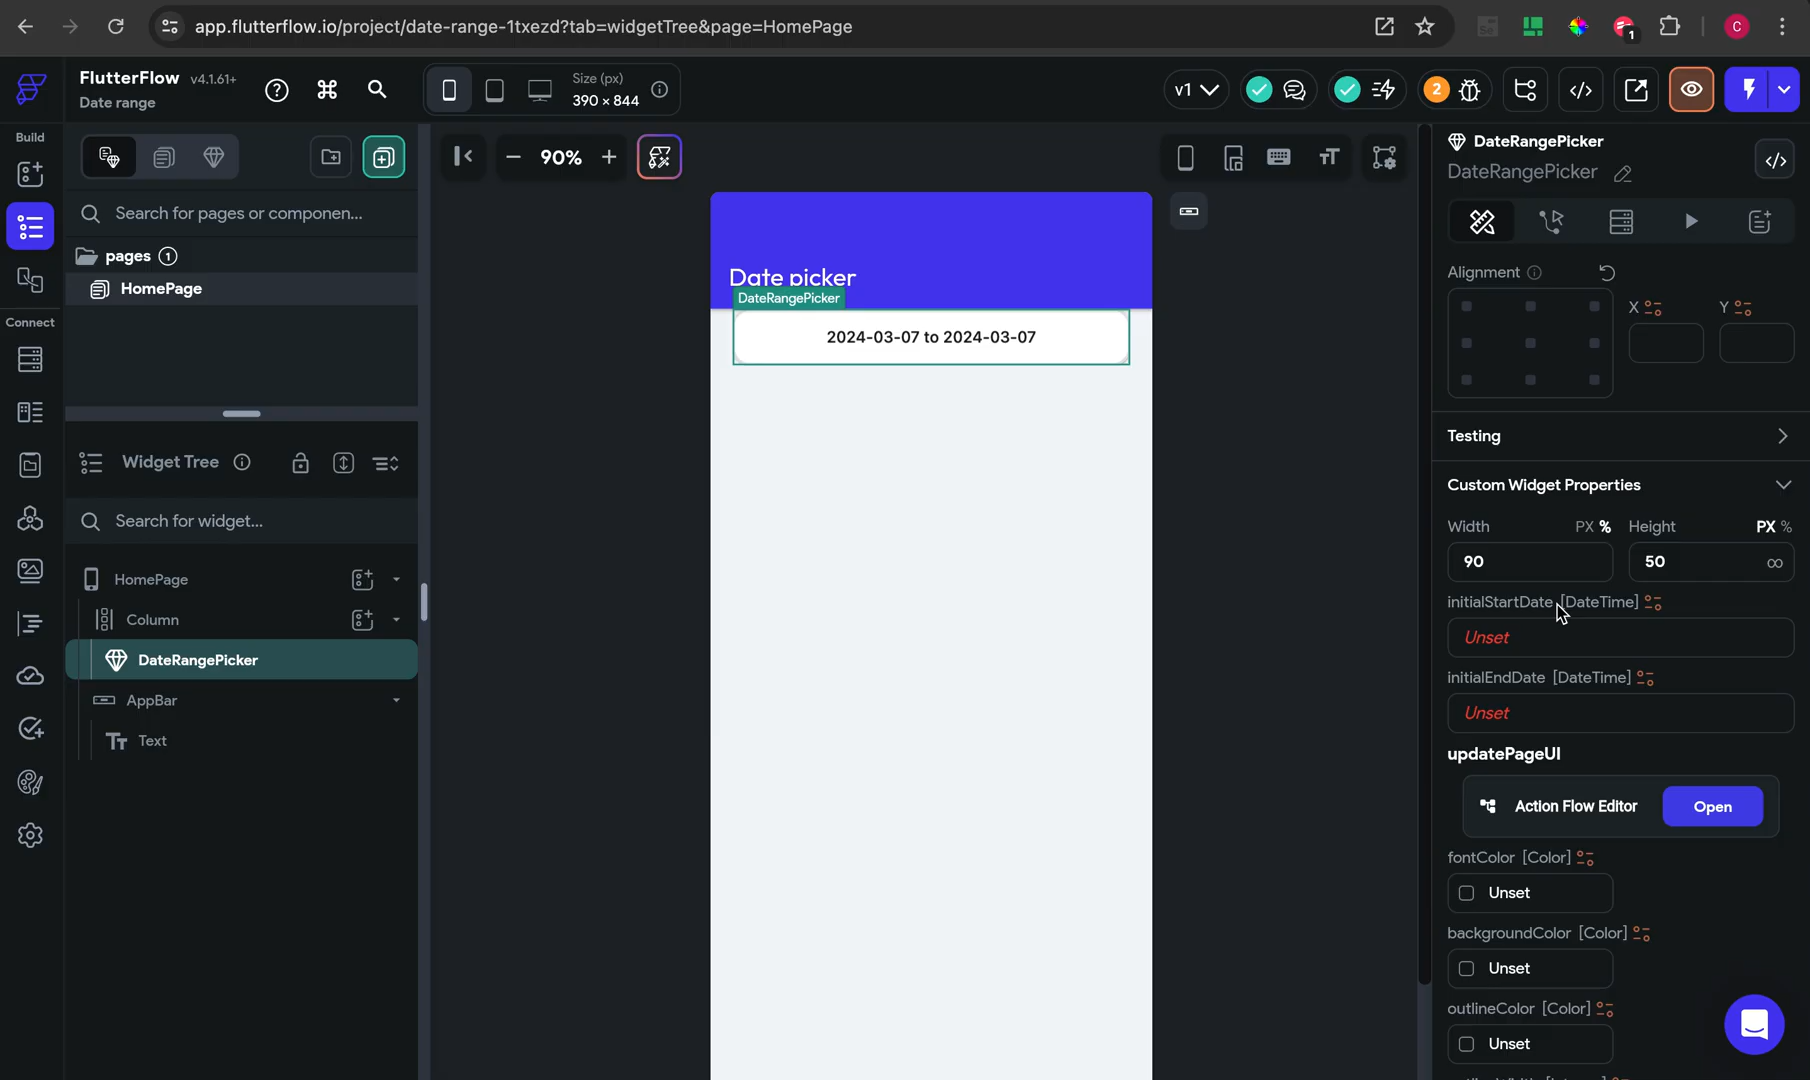 app.flutterflow.io/project/date-range-1txezd?tab=widgetTree&page=HomePage
Se
1
C
FlutterFlow v4.1.61+
Date range
Size (px)
390 × 844
v1
2
Build
90%
DateRangePicker
DateRangePicker
Search for pages or componen...
pages 1
HomePage
Date picker
DateRangePicker
2024-03-07 to 2024-03-07
Alignment
X
Y
Connect
Testing
Widget Tree
Custom Widget Properties
Search for widget...
Width PX % Height PX %
90 50 ∞
HomePage
initialStartDate [DateTime]
Column
Unset
DateRangePicker
initialEndDate [DateTime]
AppBar
Unset
Text
updatePageUI
Action Flow Editor Open
fontColor [Color]
Unset
backgroundColor [Color]
Unset
outlineColor [Color]
Unset